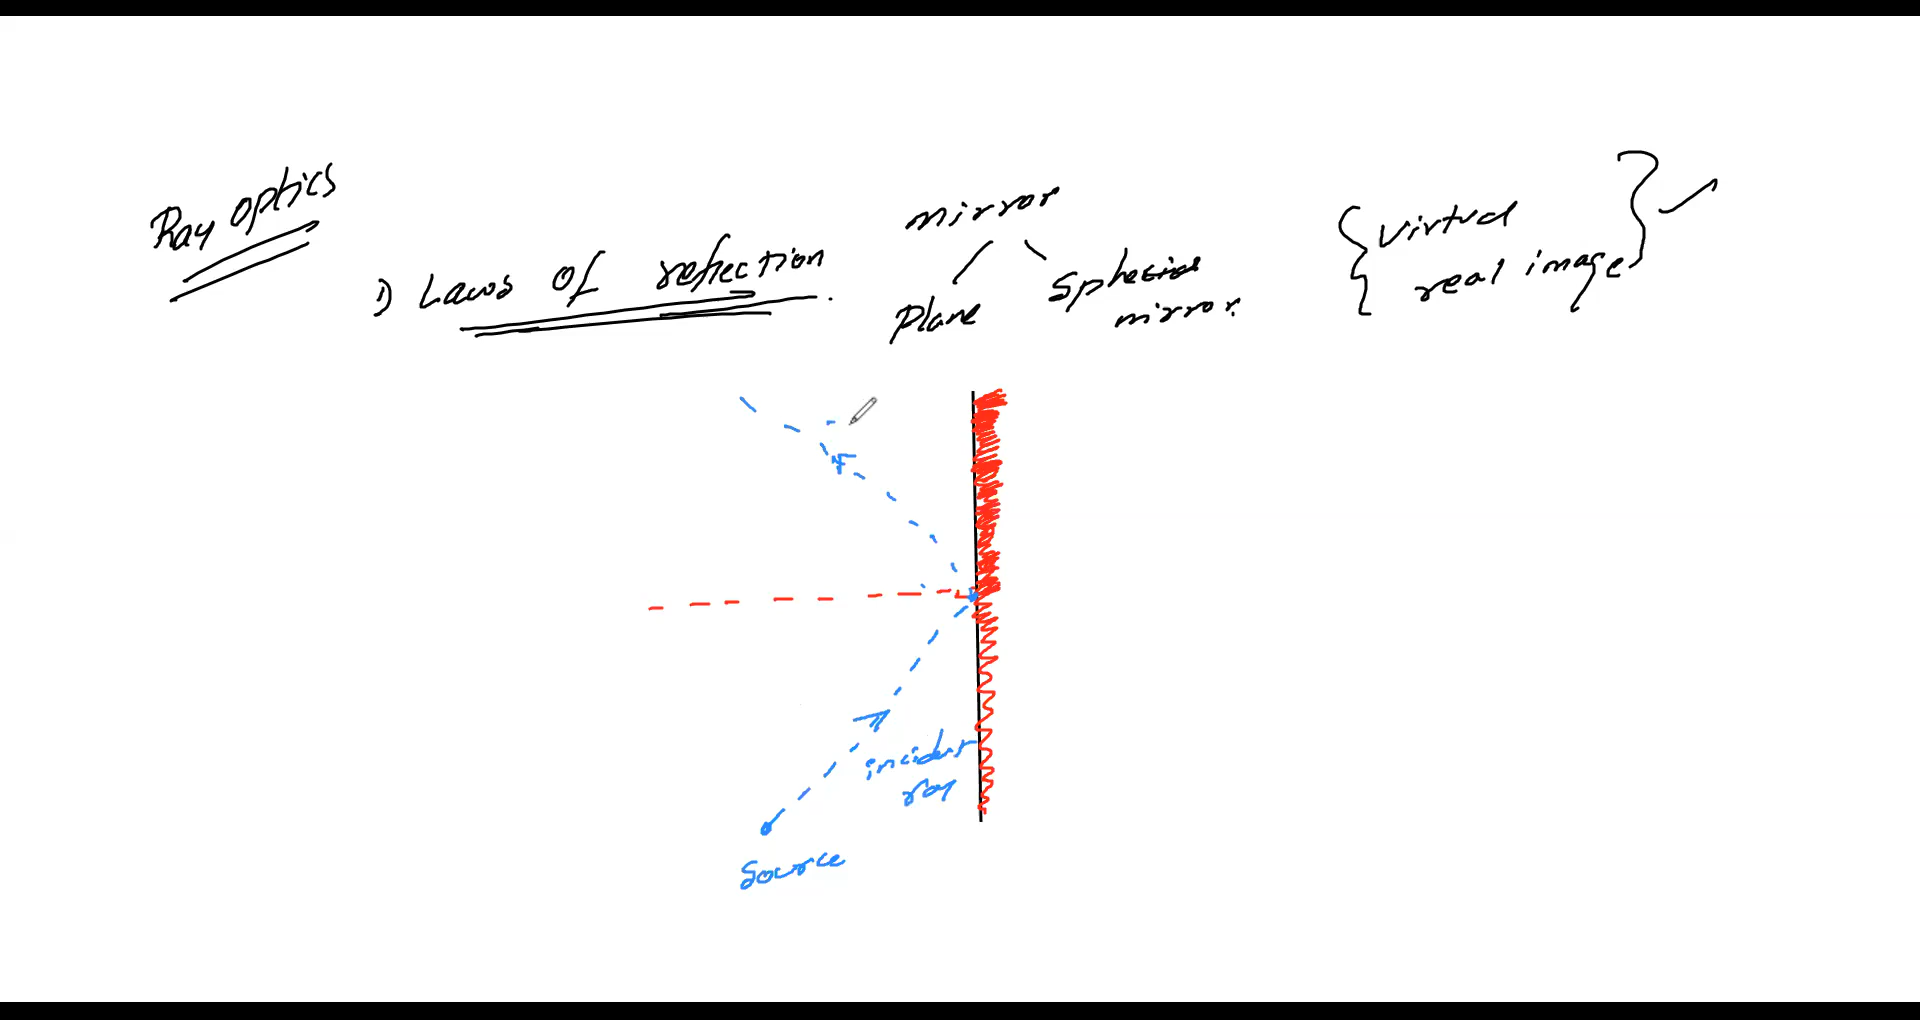 Ray optics
1) Laws of reflection.
mirror
Plane
Spherical
mirror
virtual
real image
incident
ray
Source